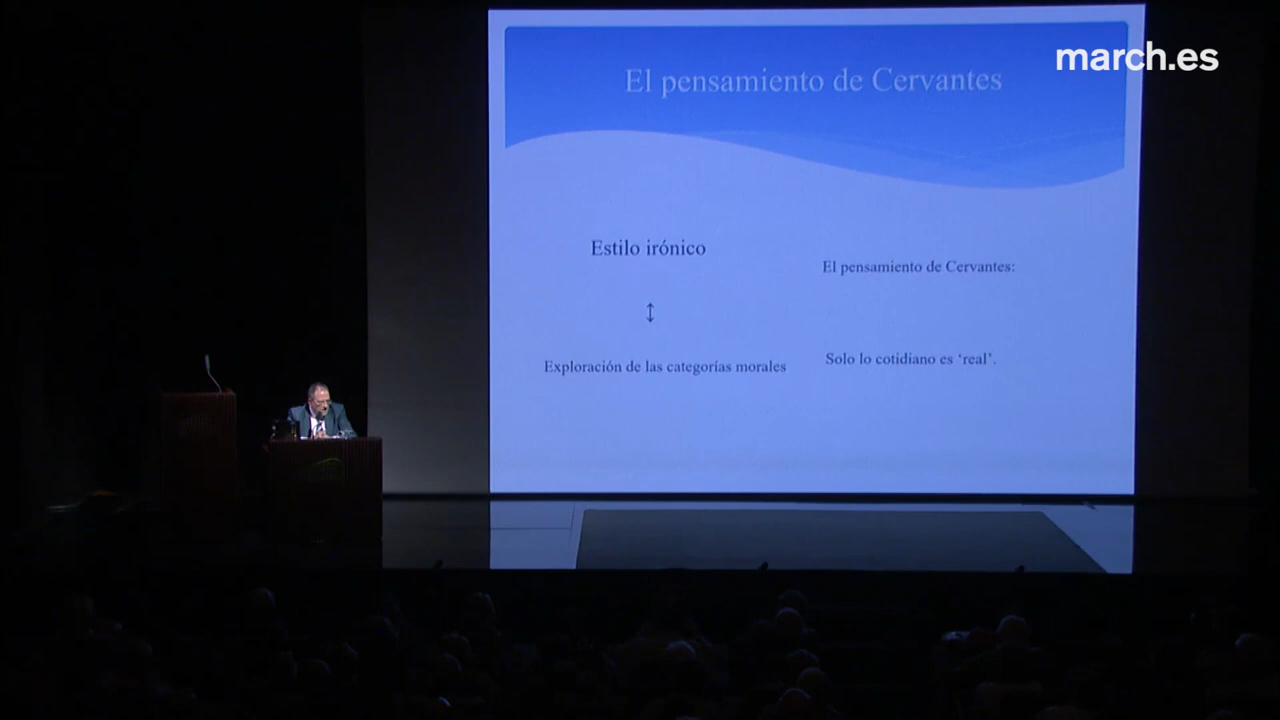 march.es
El pensamiento de Cervantes
Estilo irónico
↕
Exploración de las categorías morales
El pensamiento de Cervantes:
Solo lo cotidiano es ‘real’.